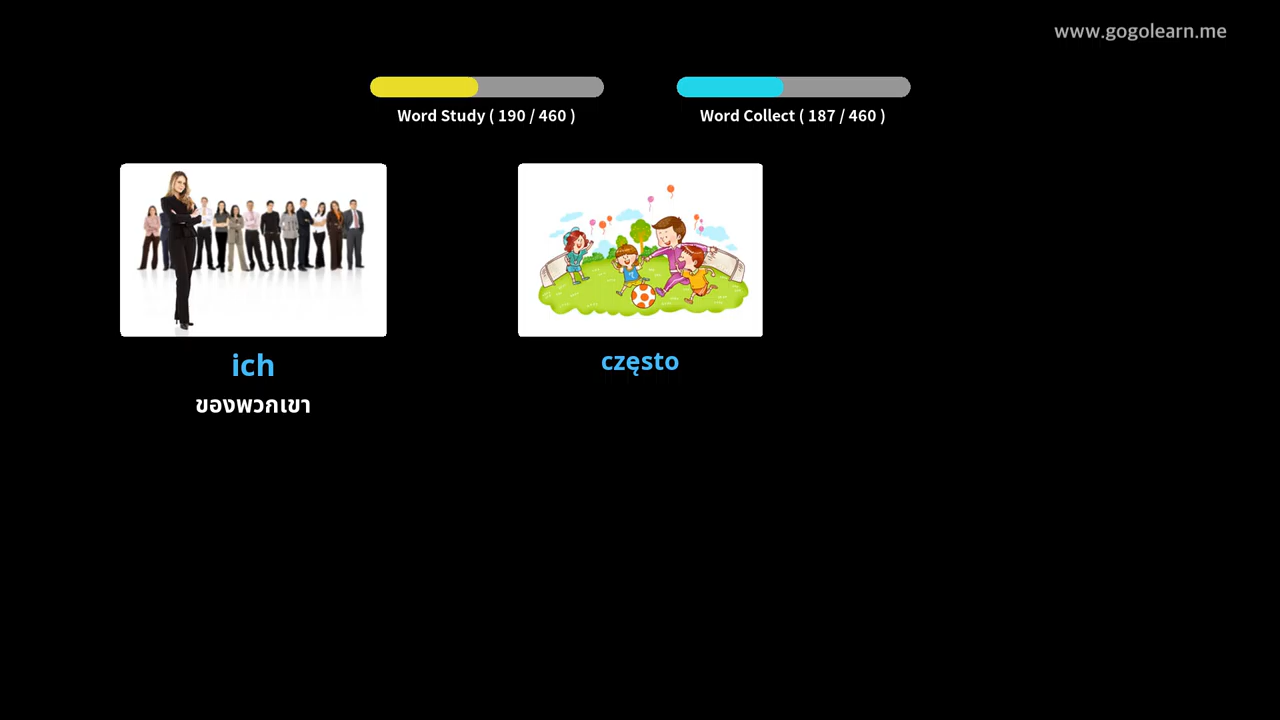 www.gogolearn.me
Word Study ( 190 / 460 )
Word Collect ( 187 / 460 )
ich
ของพวกเขา
często